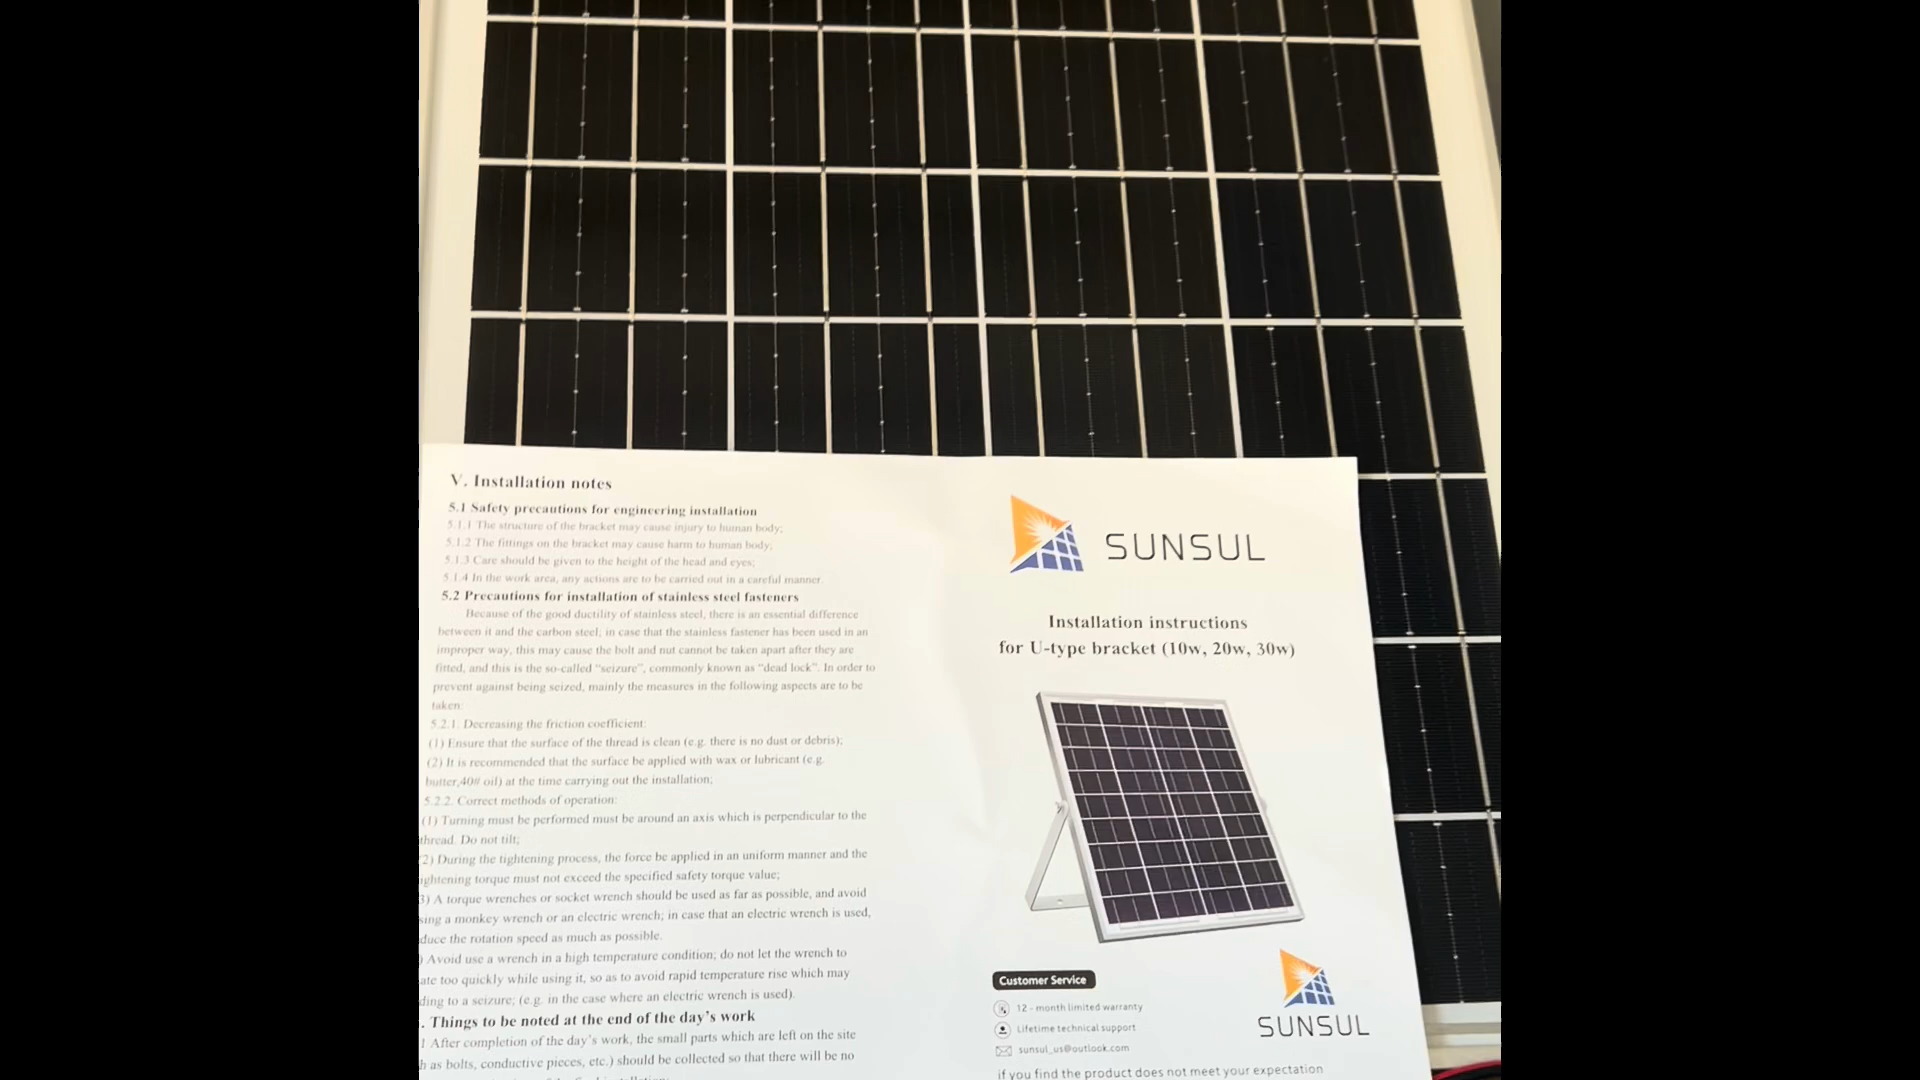 V. Installation notes
5.1 Safety precautions for engineering installation
5.1.1 The structure of the bracket may cause injury to human body;
5.1.2 The fittings on the bracket may cause harm to human body;
5.1.3 Care should be given to the height of the head and eyes;
5.1.4 In the work area, any actions are to be carried out in a careful manner.
5.2 Precautions for installation of stainless steel fasteners
Because of the good ductility of stainless steel, there is an essential difference
between it and the carbon steel; in case that the stainless fastener has been used in an
improper way, this may cause the bolt and nut cannot be taken apart after they are
fitted, and this is the so-called “seizure”, commonly known as “dead lock”. In order to
prevent against being seized, mainly the measures in the following aspects are to be
taken:
5.2.1. Decreasing the friction coefficient:
(1) Ensure that the surface of the thread is clean (e.g. there is no dust or debris);
(2) It is recommended that the surface be applied with wax or lubricant (e.g.
butter,40# oil) at the time carrying out the installation;
5.2.2. Correct methods of operation:
(1) Turning must be performed must be around an axis which is perpendicular to the
thread. Do not tilt;
2) During the tightening process, the force be applied in an uniform manner and the
ightening torque must not exceed the specified safety torque value;
3) A torque wrenches or socket wrench should be used as far as possible, and avoid
sing a monkey wrench or an electric wrench; in case that an electric wrench is used,
duce the rotation speed as much as possible.
) Avoid use a wrench in a high temperature condition; do not let the wrench to
ate too quickly while using it, so as to avoid rapid temperature rise which may
ding to a seizure; (e.g. in the case where an electric wrench is used).
. Things to be noted at the end of the day’s work
1 After completion of the day’s work, the small parts which are left on the site
h as bolts, conductive pieces, etc.) should be collected so that there will be no
SUNSUL
Installation instructions
for U-type bracket (10w, 20w, 30w)
Customer Service
12 - month limited warranty
Lifetime technical support
sunsul_us@outlook.com
SUNSUL
if you find the product does not meet your expectation